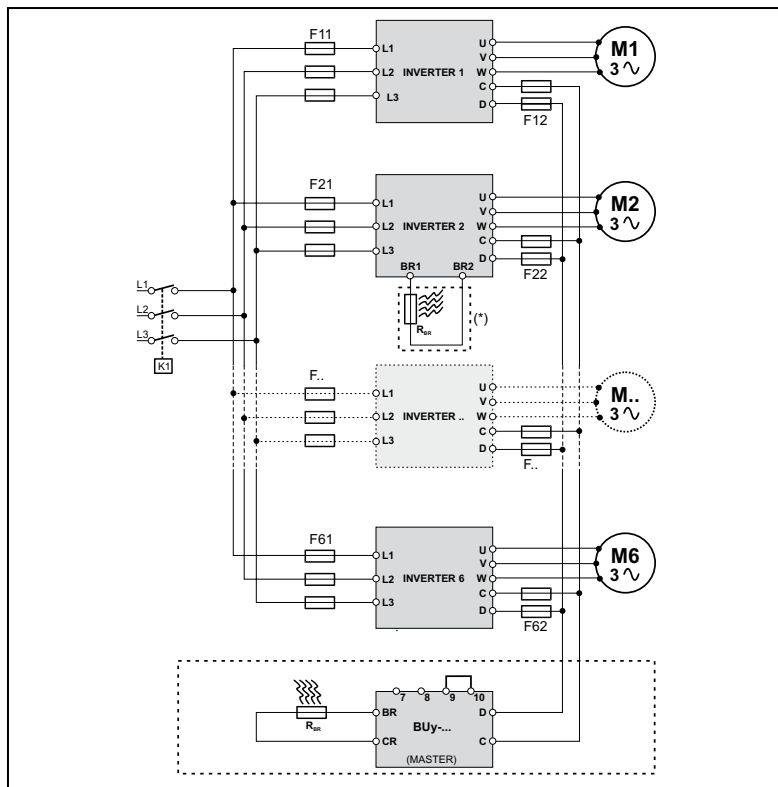 F11
L1
L2
L3
INVERTER 1
U
V
W
C
D
F12
M1
3
F21
L1
L2
L3
INVERTER 2
BR1
BR2
U
V
W
C
D
F22
M2
3
RBR
(*)
L1
L2
L3
K1
F..
L1
L2
L3
INVERTER ..
U
V
W
C
D
F..
M..
3
F61
L1
L2
L3
INVERTER 6
U
V
W
C
D
F62
M6
3
RBR
7
8
9
10
BR
CR
BUy-...
(MASTER)
D
C